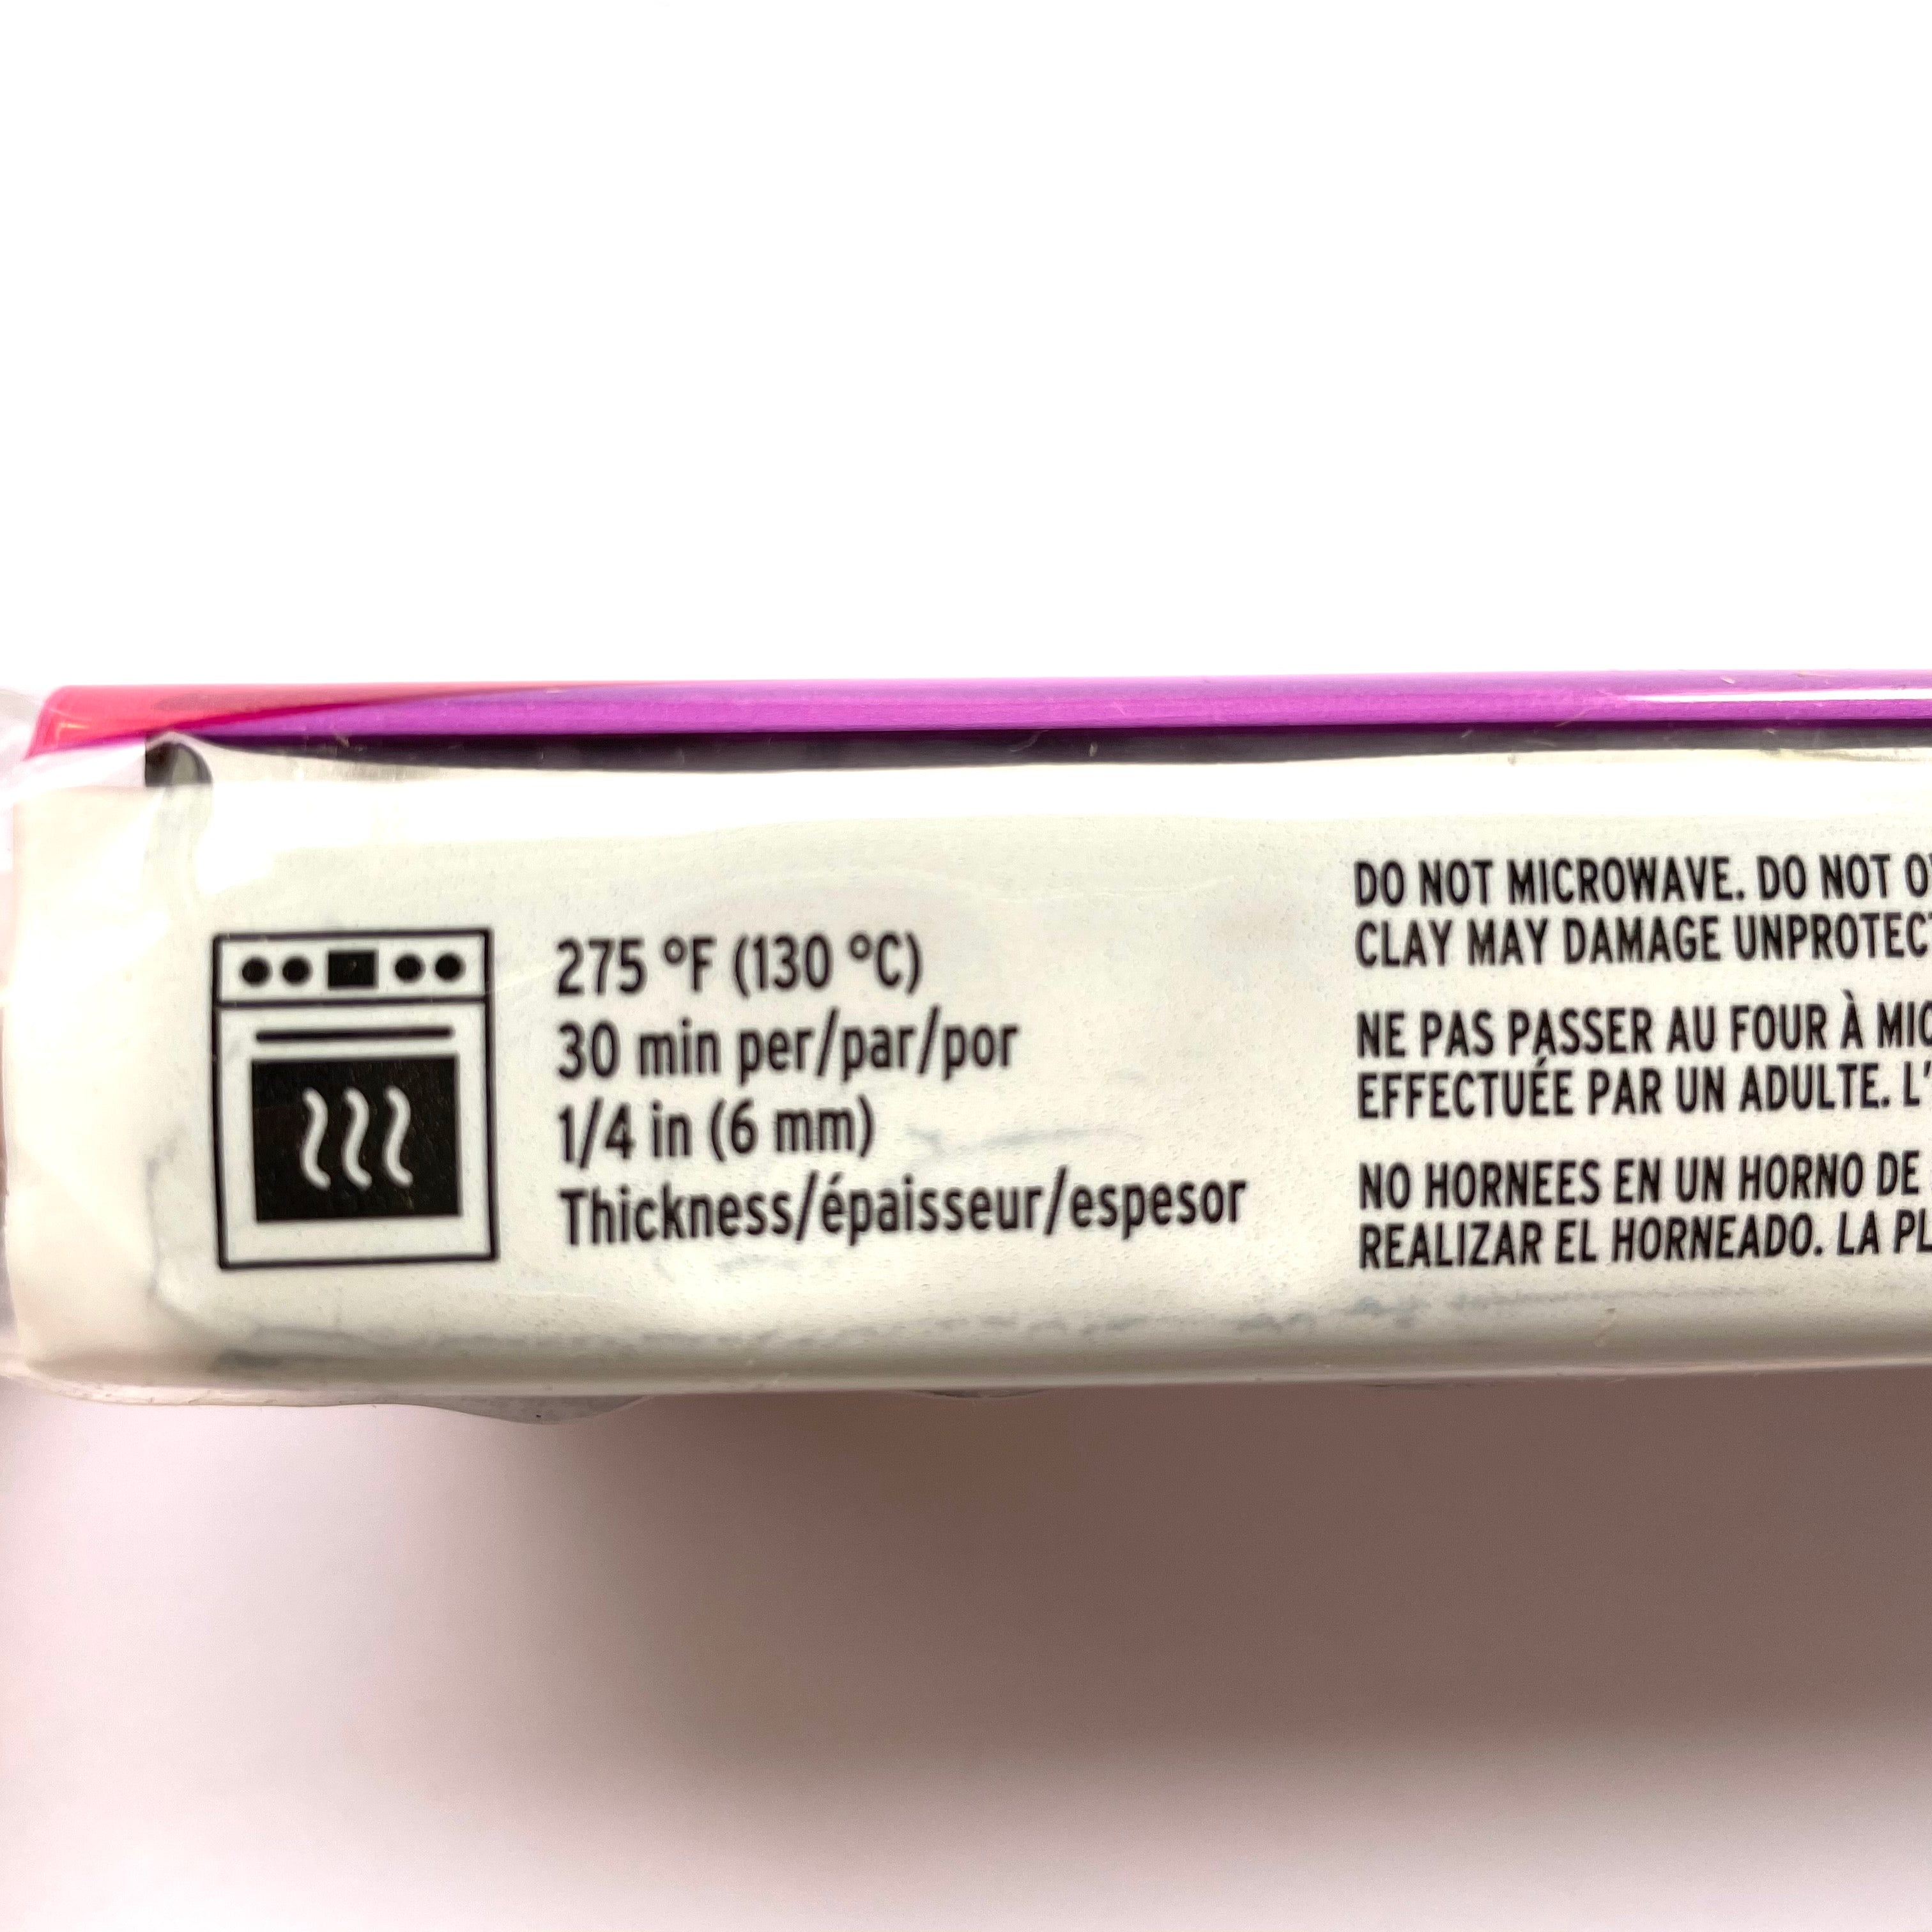 275 °F (130 °C)
30 min per/par/por
1/4 in (6 mm)
Thickness/épaisseur/espesor
DO NOT MICROWAVE. DO NOT
CLAY MAY DAMAGE
NE PAS PASSER AU FOUR À
EFFECTUÉE PAR UN ADULTE.
NO HORNEES EN UN HORNO DE
REALIZAR EL HORNEADO. LA